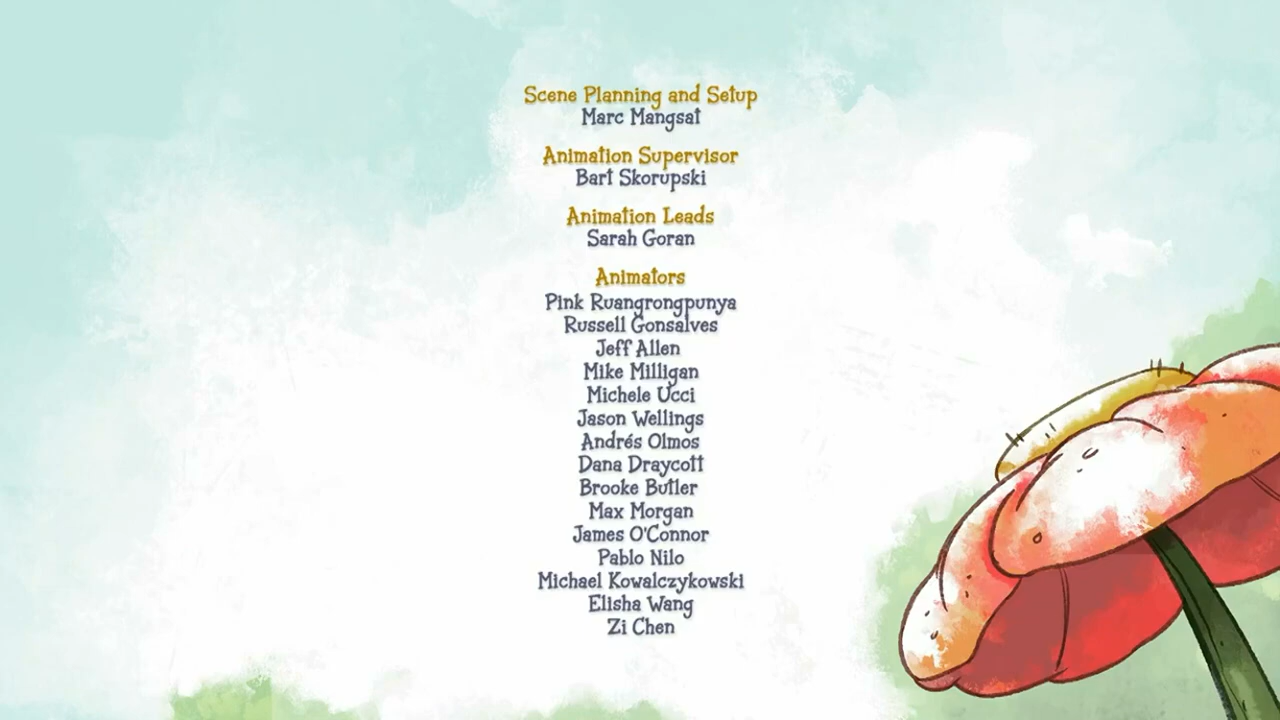 Scene Planning and Setup
Marc Mangsat
Animation Supervisor
Bart Skorupski
Animation Leads
Sarah Goran
Animators
Pink Ruangrongpunya
Russell Gonsalves
Jeff Allen
Mike Milligan
Michele Ucci
Jason Wellings
Andrés Olmos
Dana Draycott
Brooke Butler
Max Morgan
James O'Connor
Pablo Nilo
Michael Kowalczykowski
Elisha Wang
Zi Chen